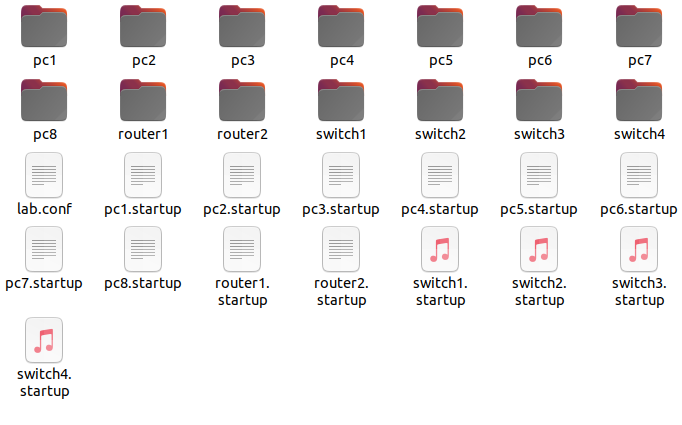 pc1 pc2 pc3 pc4 pc5 pc6 pc7
pc8 router1 router2 switch1 switch2 switch3 switch4
lab.conf pc1.startup pc2.startup pc3.startup pc4.startup pc5.startup pc6.startup
pc7.startup pc8.startup router1. router2. switch1. switch2. switch3.
startup startup startup startup startup
switch4.
startup